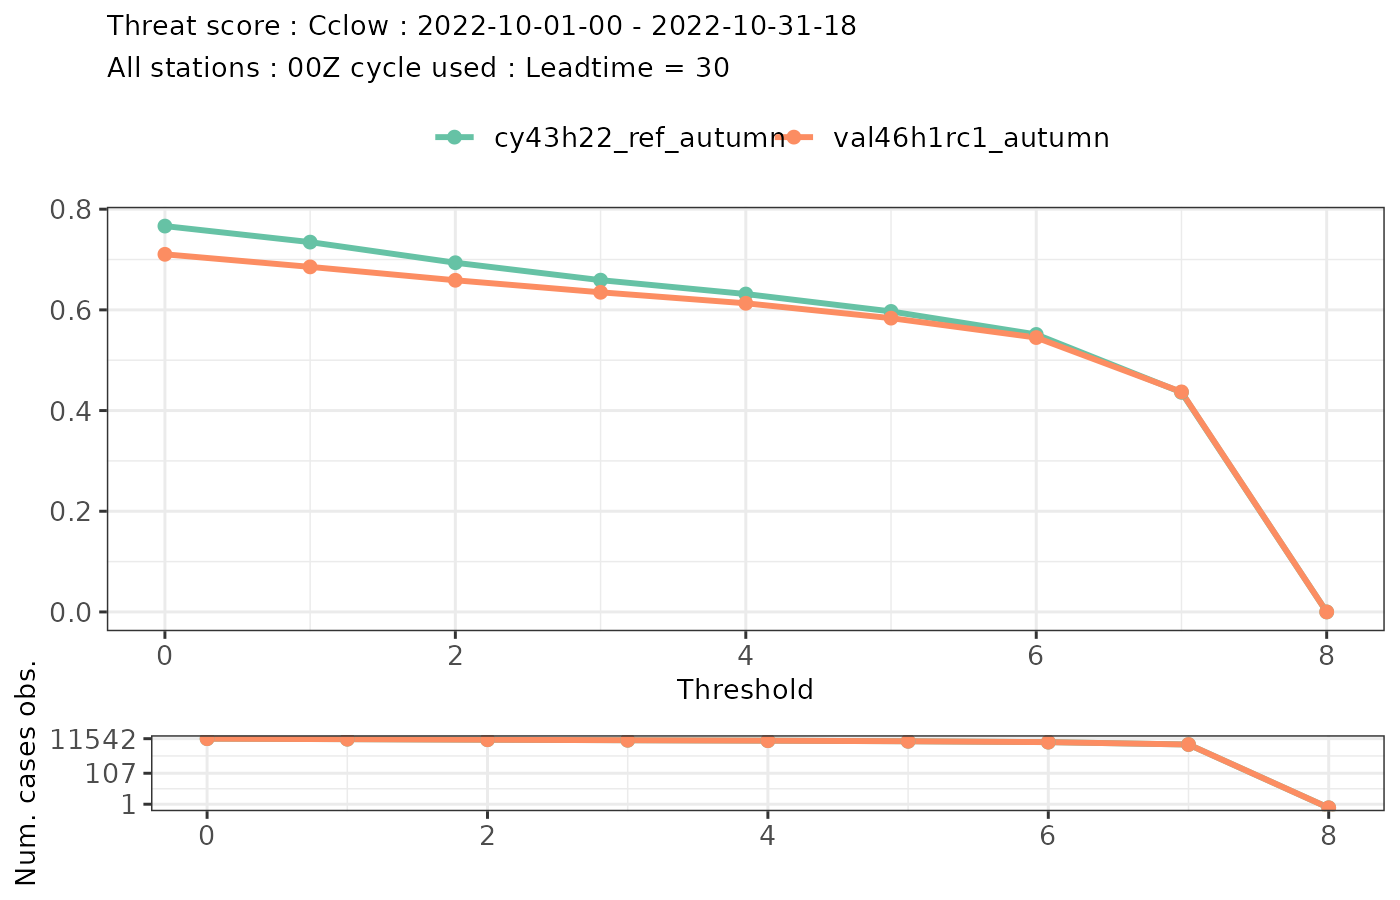 Threat score : Cclow : 2022-10-01-00 - 2022-10-31-18
All stations : 00Z cycle used : Leadtime = 30
cy43h22_ref_autumn val46h1rc1_autumn
0.8
0.6
0.4
0.2
0.0
0 2 4 6 8
Threshold
Num. cases obs.
11542
107
1
0 2 4 6 8